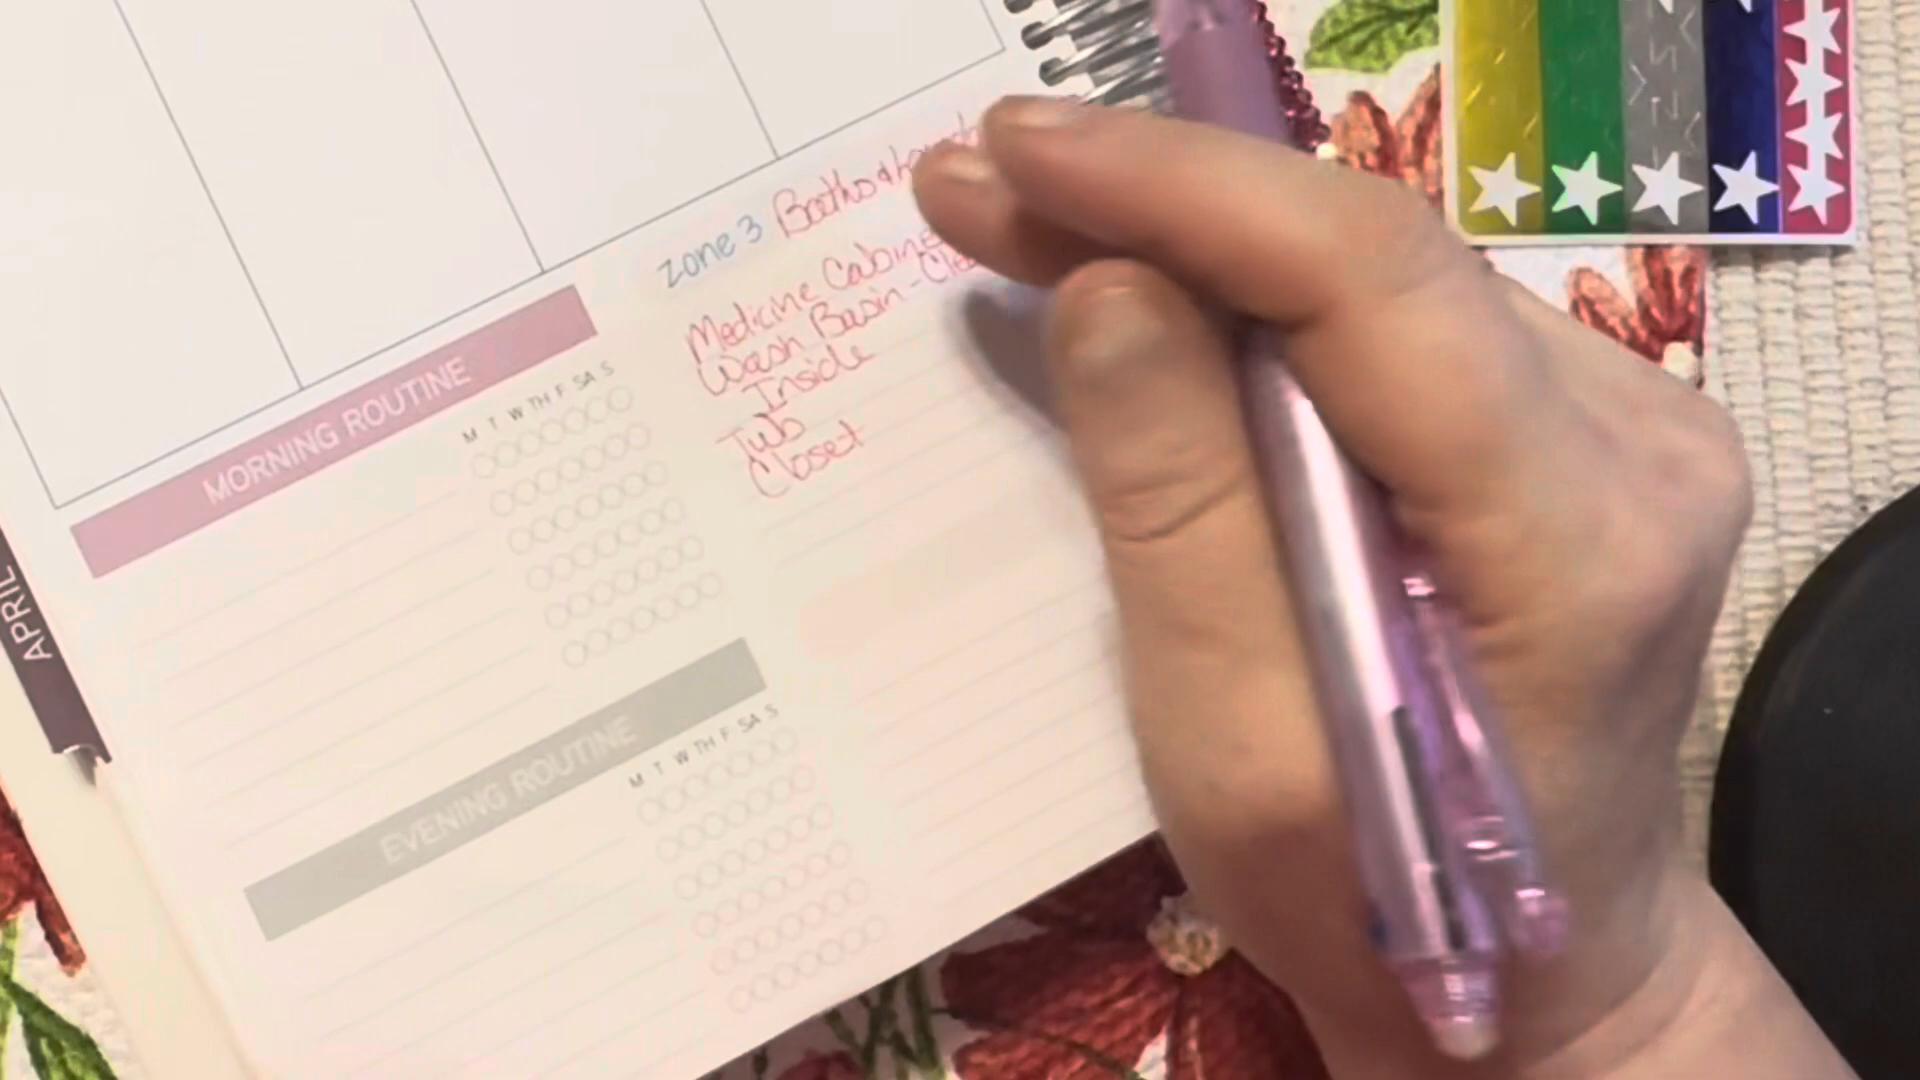 zone 3 Baths &
Medicine Cabine
Wash Basin - Clea
Inside
Tub
Closet
MORNING ROUTINE
M T W TH F SA S
EVENING ROUTINE
M T W TH F SA S
APRIL